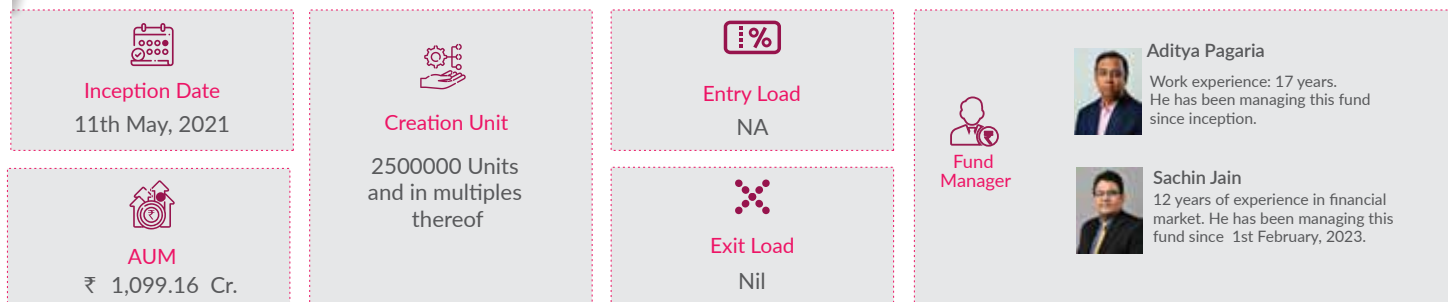 Inception Date
11th May, 2021
AUM
₹ 1,099.16 Cr.
Creation Unit
2500000 Units
and in multiples
thereof
%
Entry Load
NA
Exit Load
Nil
₹
Fund
Manager
Aditya Pagaria
Work experience: 17 years.
He has been managing this fund
since inception.
Sachin Jain
12 years of experience in financial
market. He has been managing this
fund since 1st February, 2023.